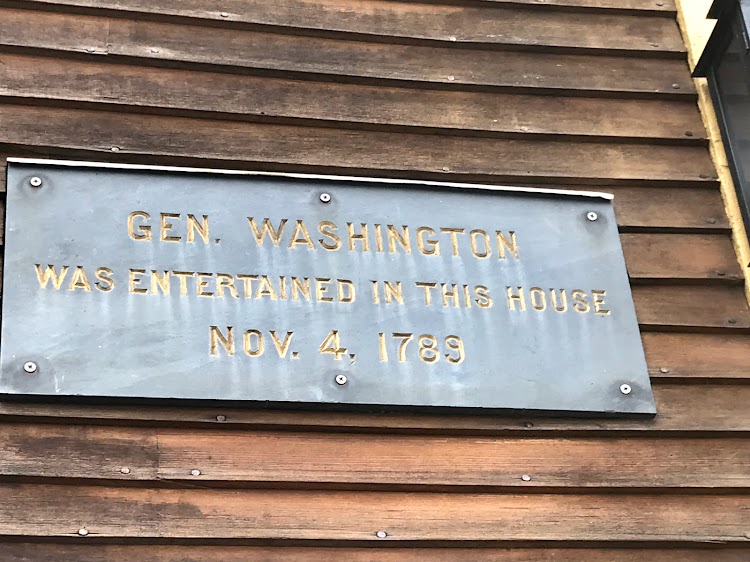 GEN. WASHINGTON
WAS ENTERTAINED IN THIS HOUSE
NOV. 4, 1789